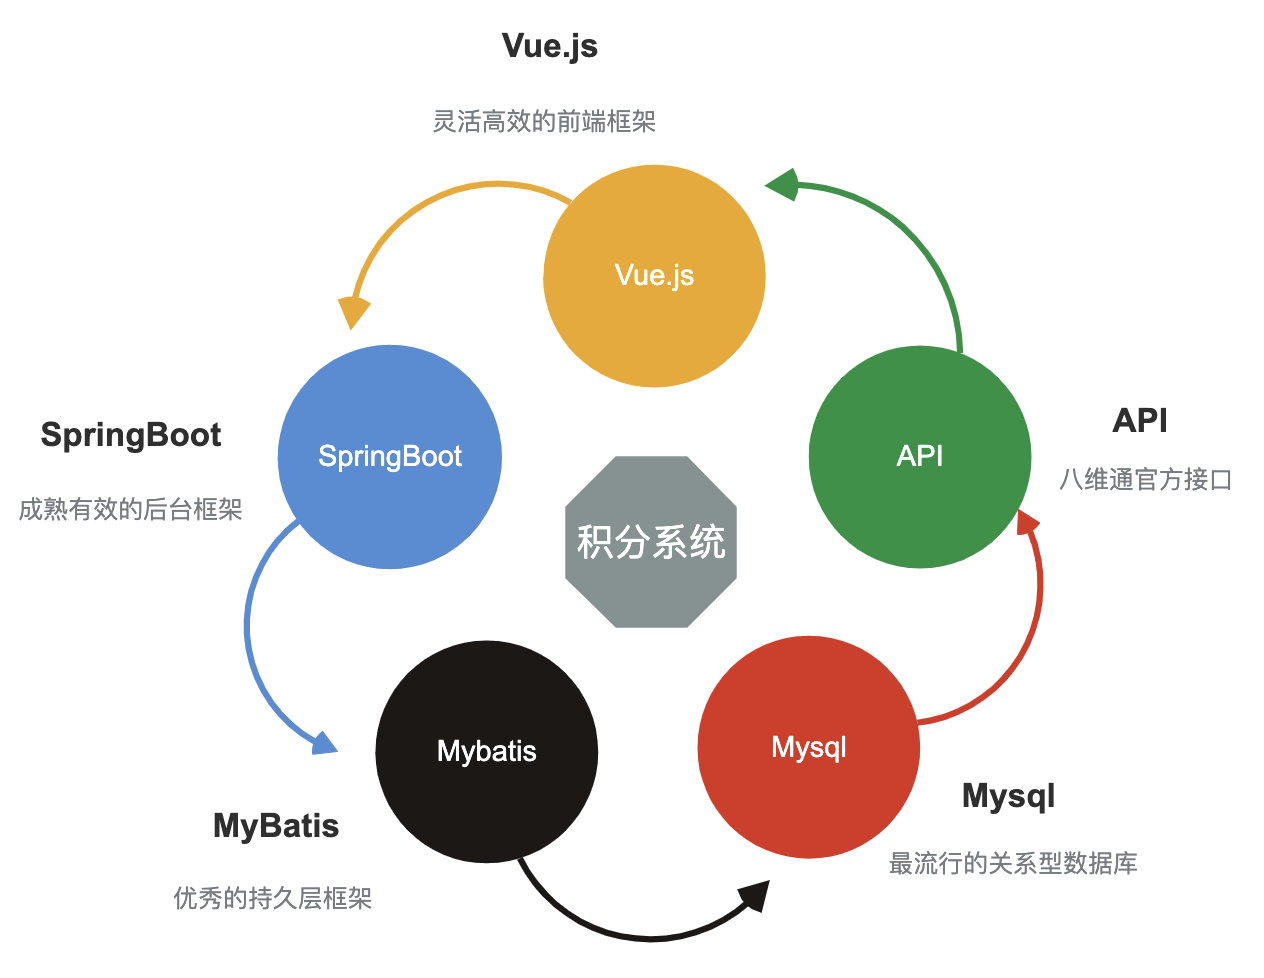 Vue.js
灵活高效的前端框架
Vue.js
SpringBoot
成熟有效的后台框架
SpringBoot
API
API
八维通官方接口
积分系统
Mybatis
MyBatis
优秀的持久层框架
Mysql
Mysql
最流行的关系型数据库